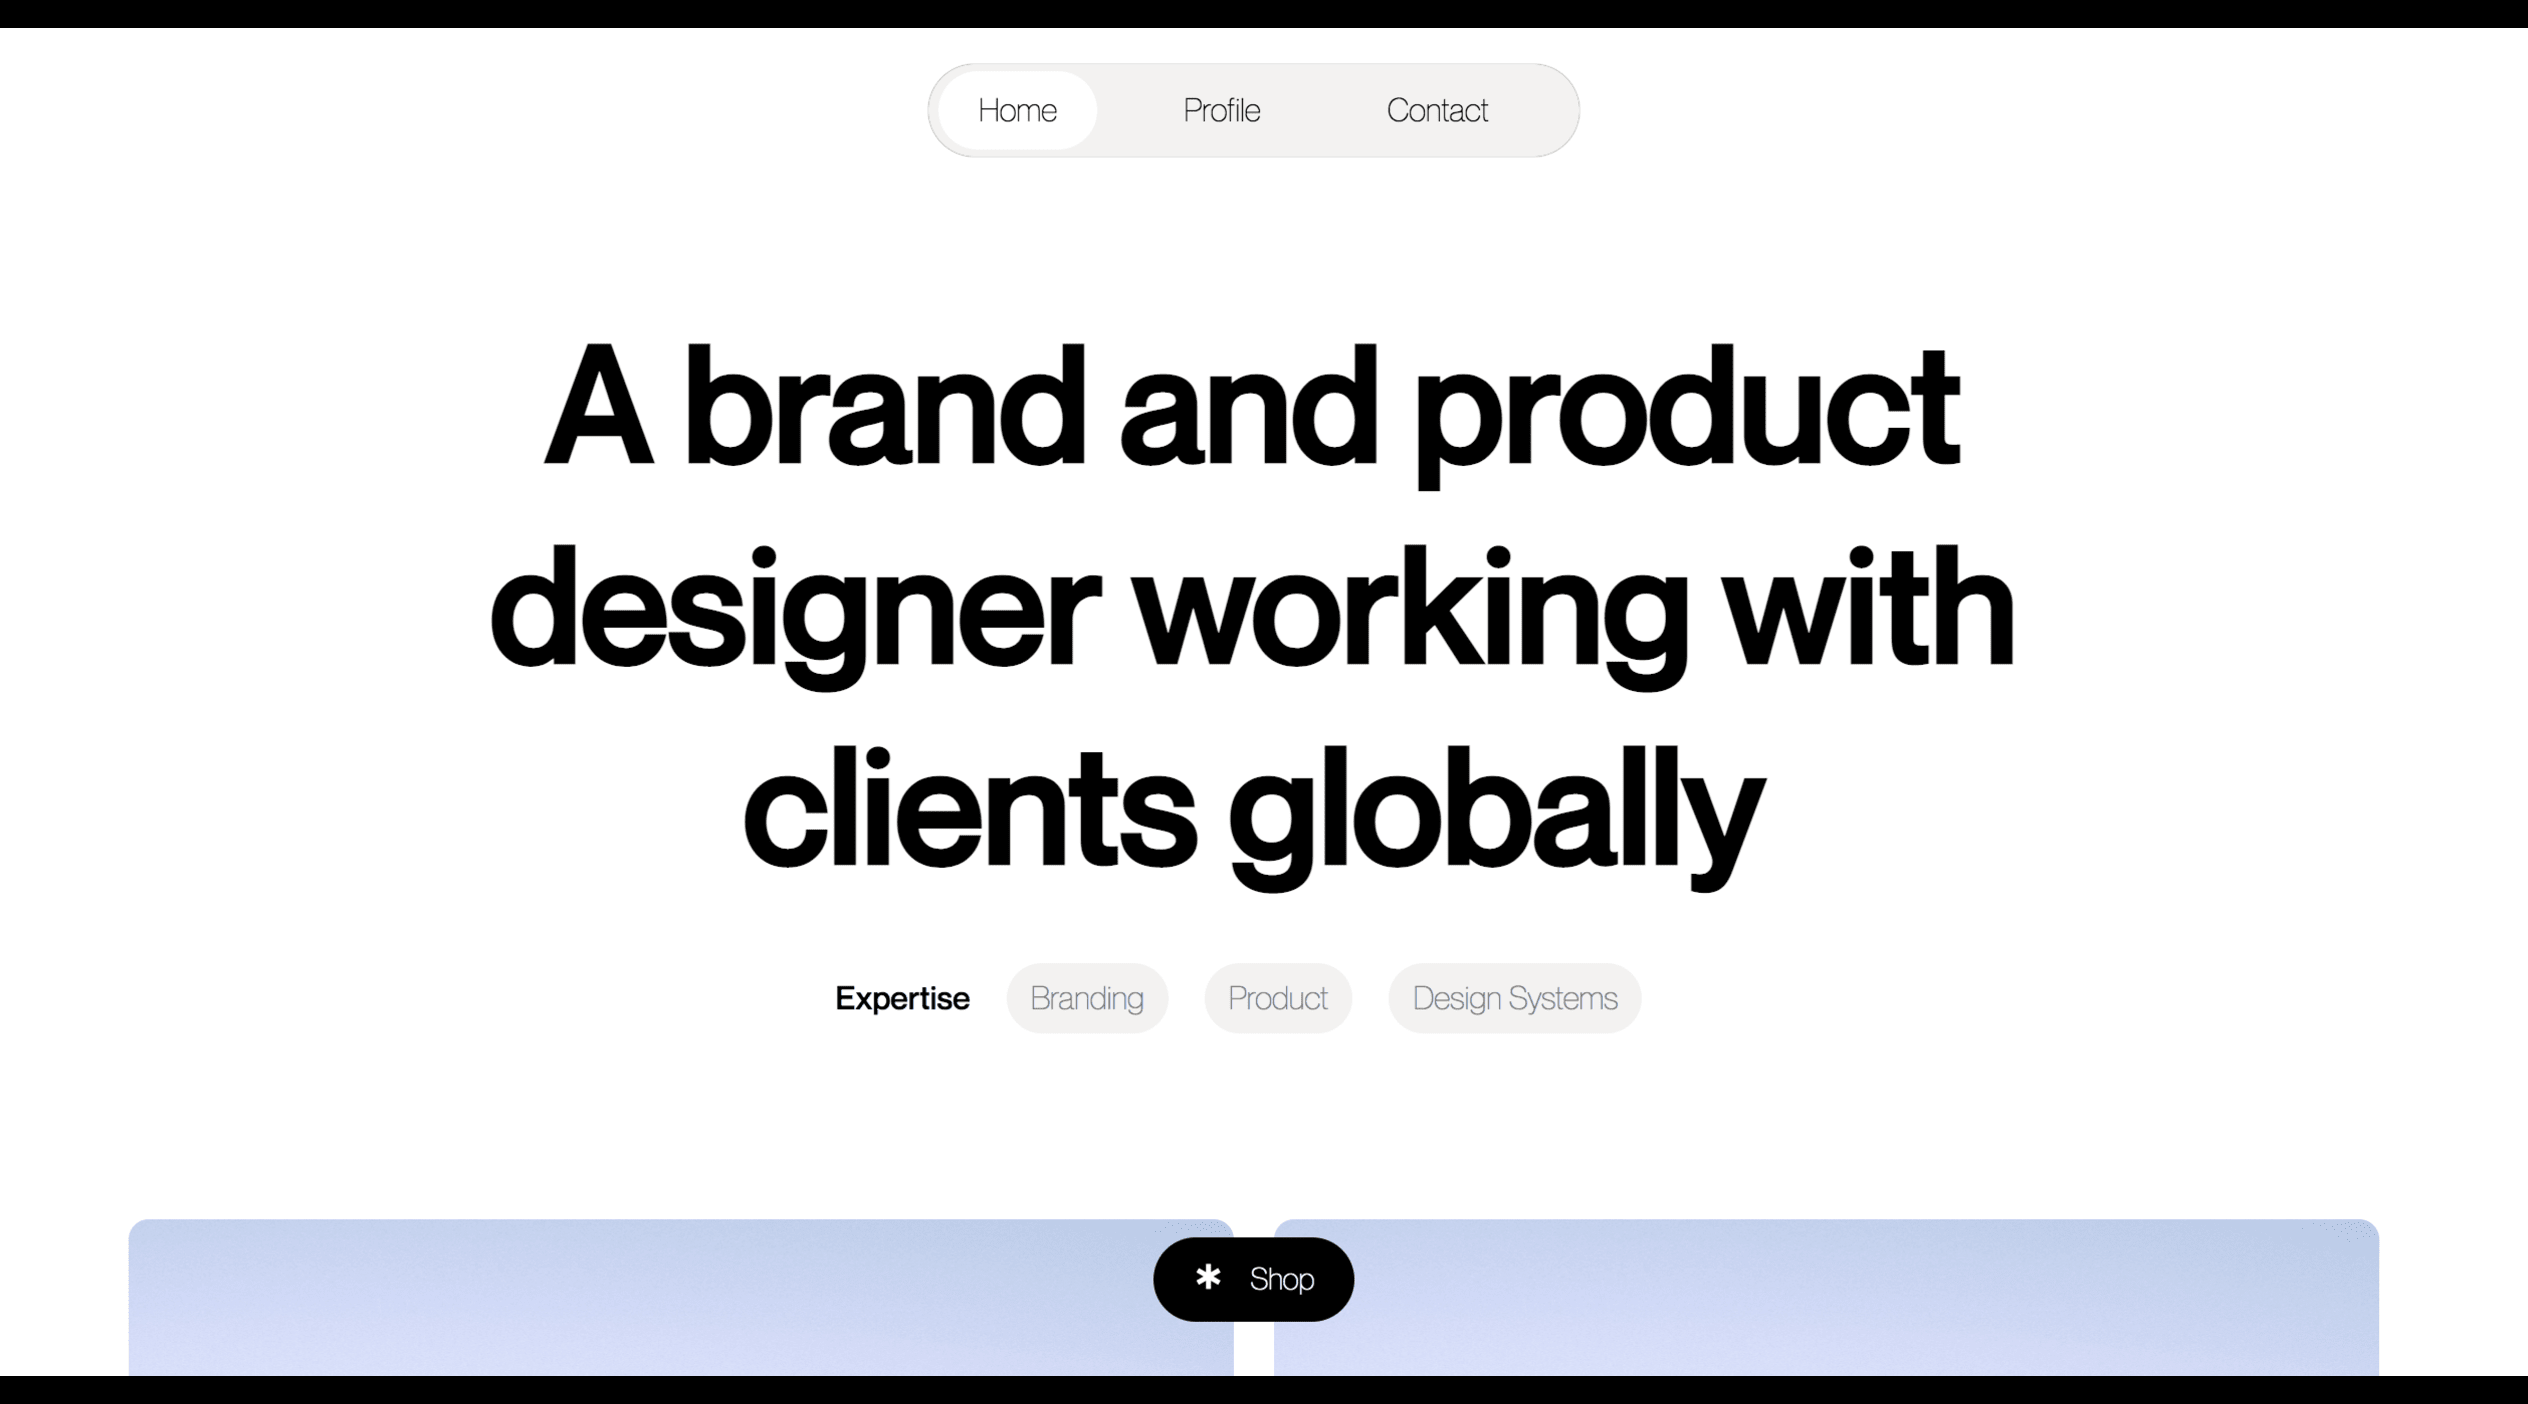 Home Profile Contact
A brand and product
designer working with
clients globally
Expertise Branding Product Design Systems
* Shop